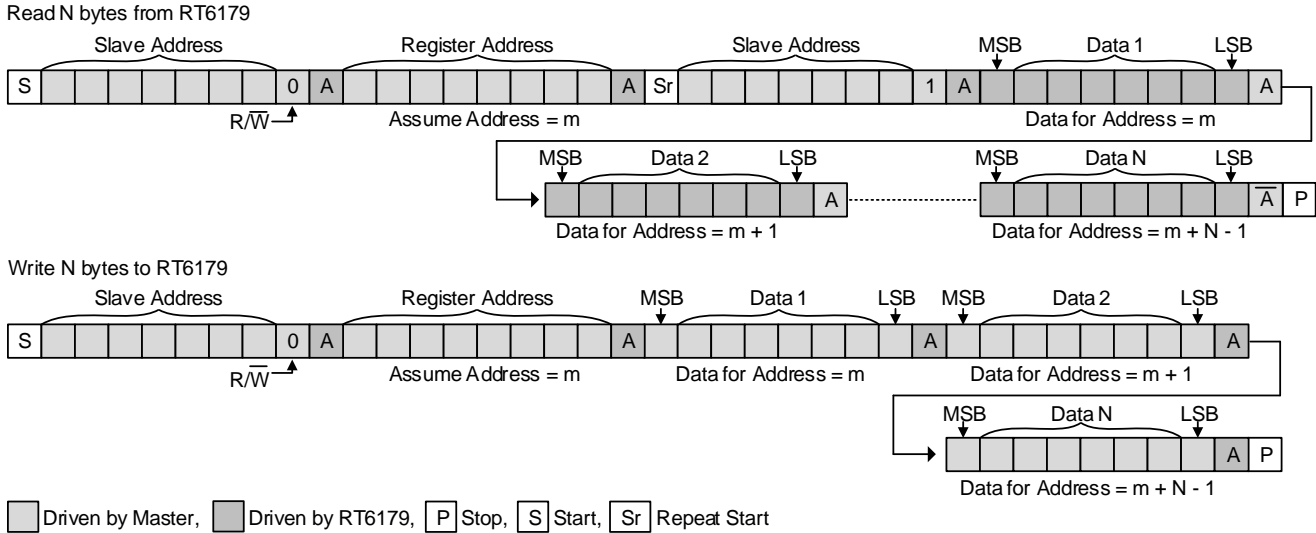 Read N bytes from RT6179
Slave Address Register Address Slave Address MSB Data 1 LSB
S 0 A A Sr 1 A A
R/W̅ Assume Address = m Data for Address = m
MSB Data 2 LSB MSB Data N LSB
A A̅ P
Data for Address = m + 1 Data for Address = m + N - 1
Write N bytes to RT6179
Slave Address Register Address MSB Data 1 LSB MSB Data 2 LSB
S 0 A A A A
R/W̅ Assume Address = m Data for Address = m Data for Address = m + 1
MSB Data N LSB
A P
Data for Address = m + N - 1
Driven by Master, Driven by RT6179, P Stop, S Start, Sr Repeat Start